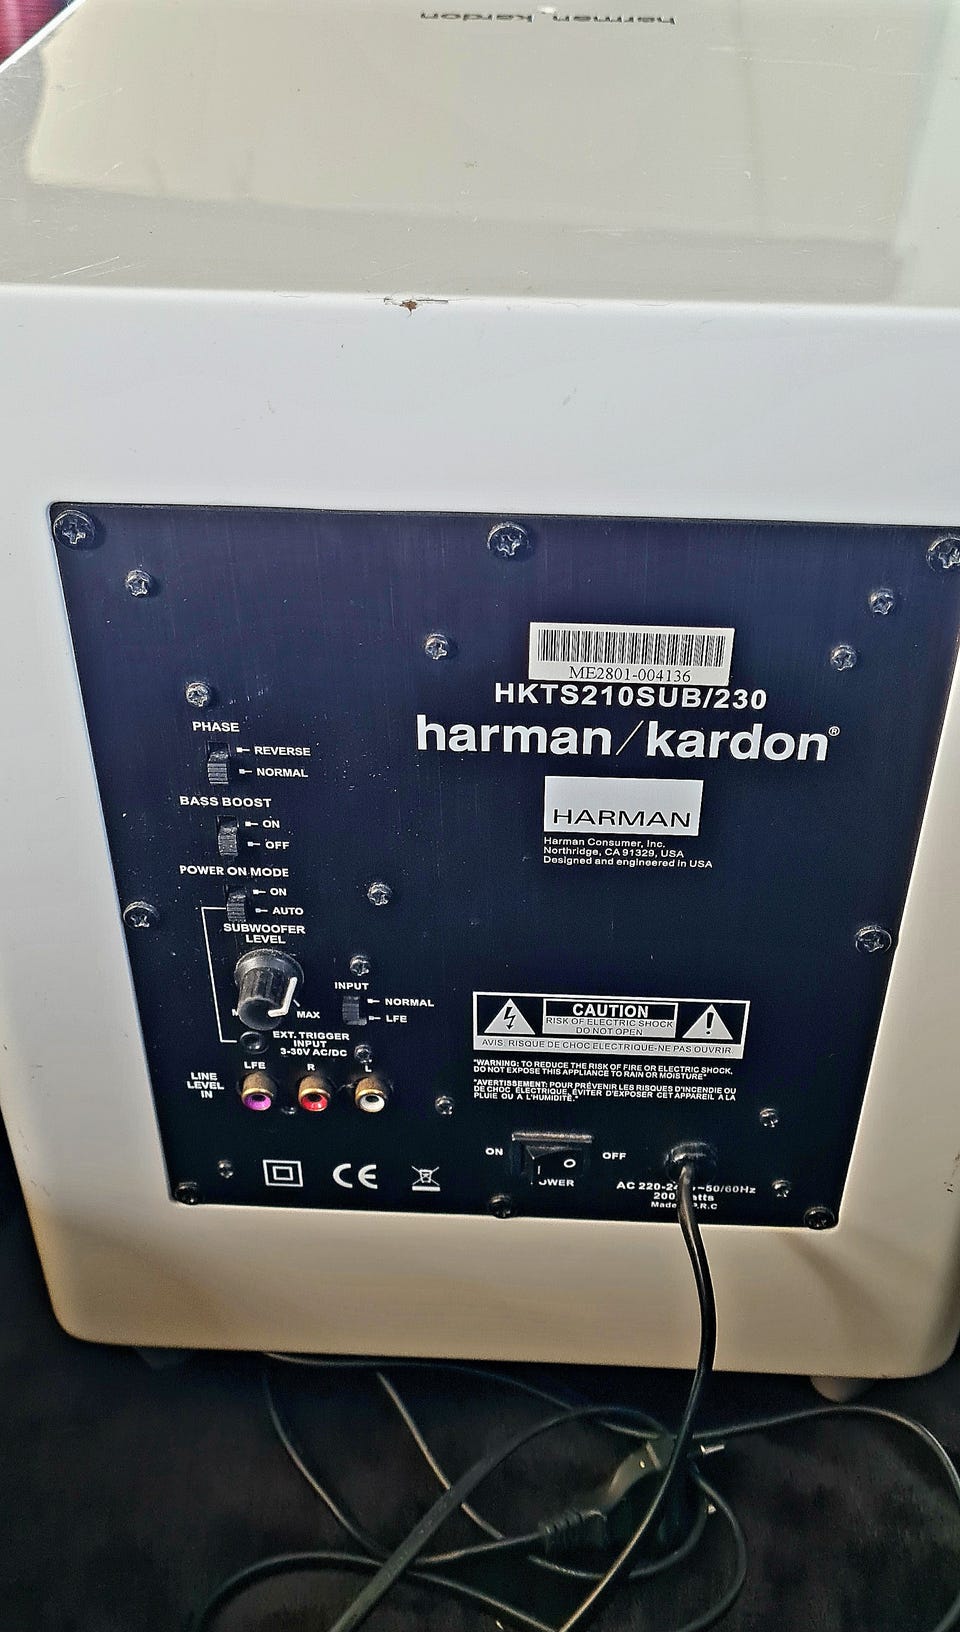 harman kardon
ME2801-004136
HKTS210SUB/230
harman/kardon®
HARMAN
Harman Consumer, Inc.
Northridge, CA 91329, USA
Designed and engineered in USA
PHASE
REVERSE
NORMAL
BASS BOOST
ON
OFF
POWER ON MODE
ON
AUTO
SUBWOOFER
LEVEL
MAX
INPUT
NORMAL
LFE
EXT. TRIGGER
INPUT
3-30V AC/DC
LINE
LEVEL
IN
LFE R L
CAUTION
RISK OF ELECTRIC SHOCK
DO NOT OPEN
AVIS: RISQUE DE CHOC ELECTRIQUE-NE PAS OUVRIR.
"WARNING: TO REDUCE THE RISK OF FIRE OR ELECTRIC SHOCK,
DO NOT EXPOSE THIS APPLIANCE TO RAIN OR MOISTURE"
"AVERTISSEMENT: POUR PRÉVENIR LES RISQUES D'INCENDIE OU
DE CHOC ÉLECTRIQUE, ÉVITER D'EXPOSER CET APPAREIL A LA
PLUIE OU A L'HUMIDITÉ."
ON OFF
CE
AC 50/60Hz
Made P.R.C